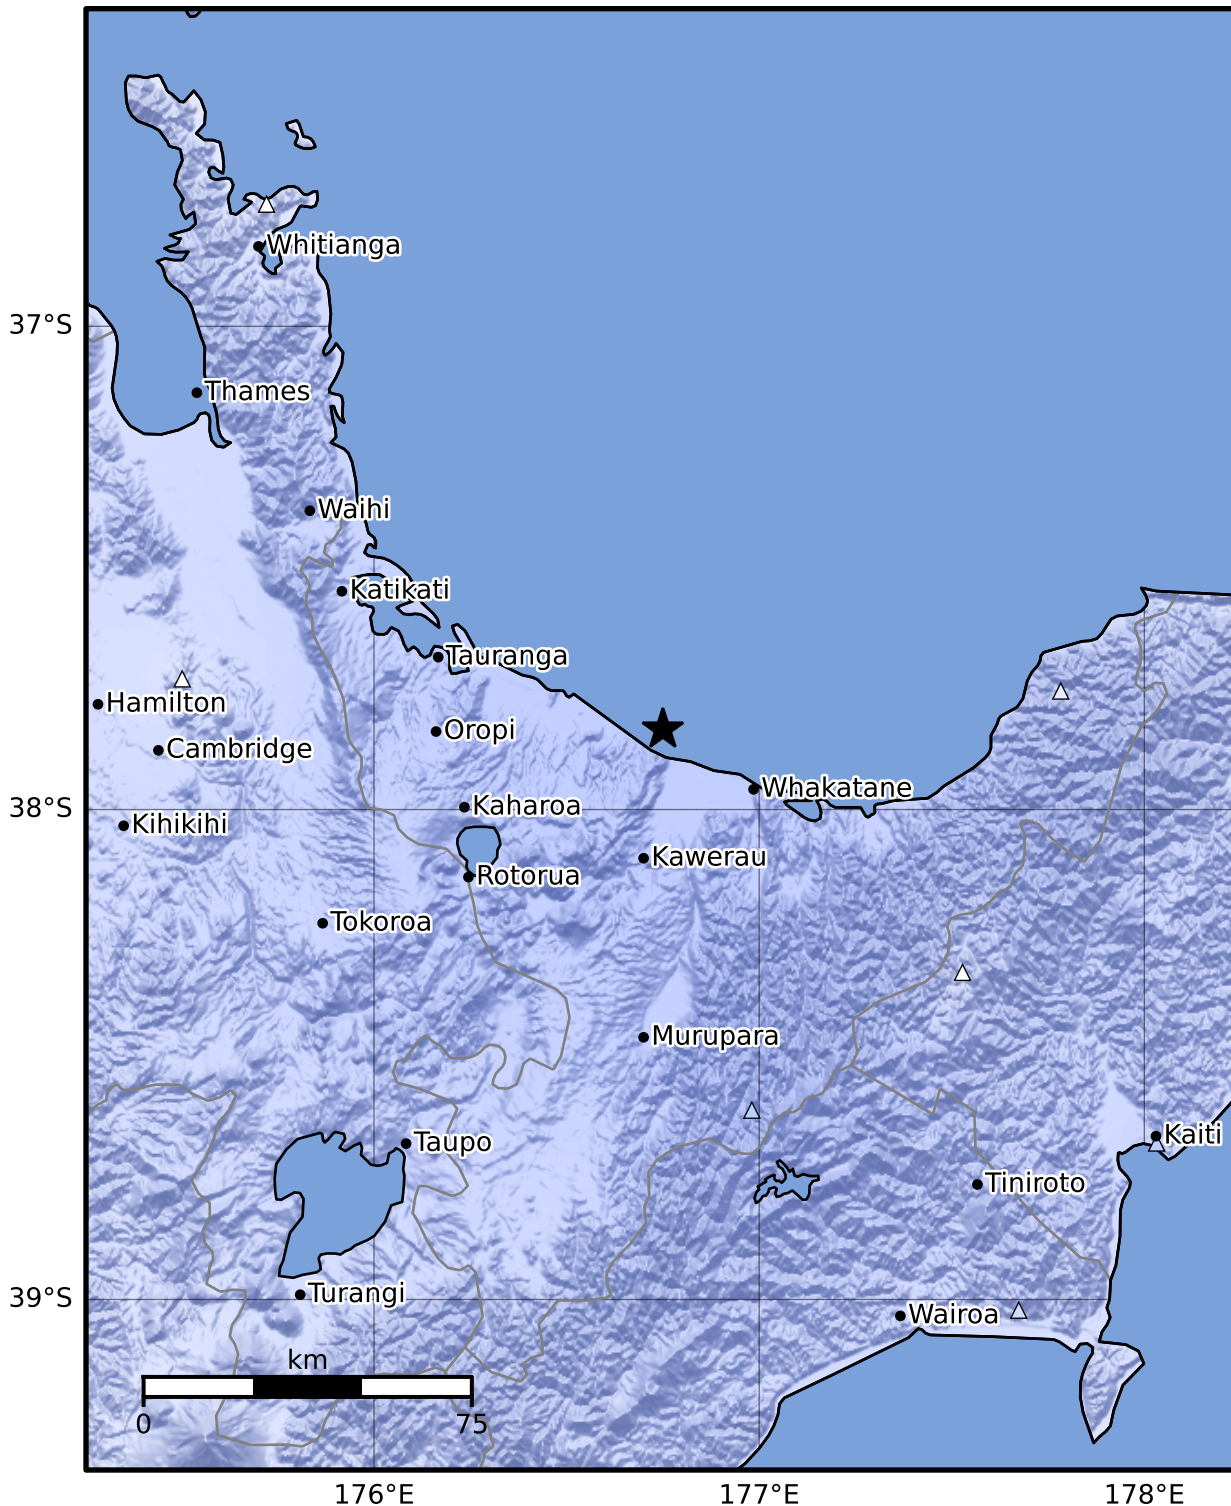 Whitianga
37°S
Thames
Waihi
Katikati
Tauranga
Hamilton
Oropi
Cambridge
Whakatane
Kaharoa
38°S
Kihikihi
Kawerau
Rotorua
Tokoroa
Murupara
Kaiti
Taupo
Tiniroto
Turangi
39°S
Wairoa
km
0 75
176°E 177°E 178°E